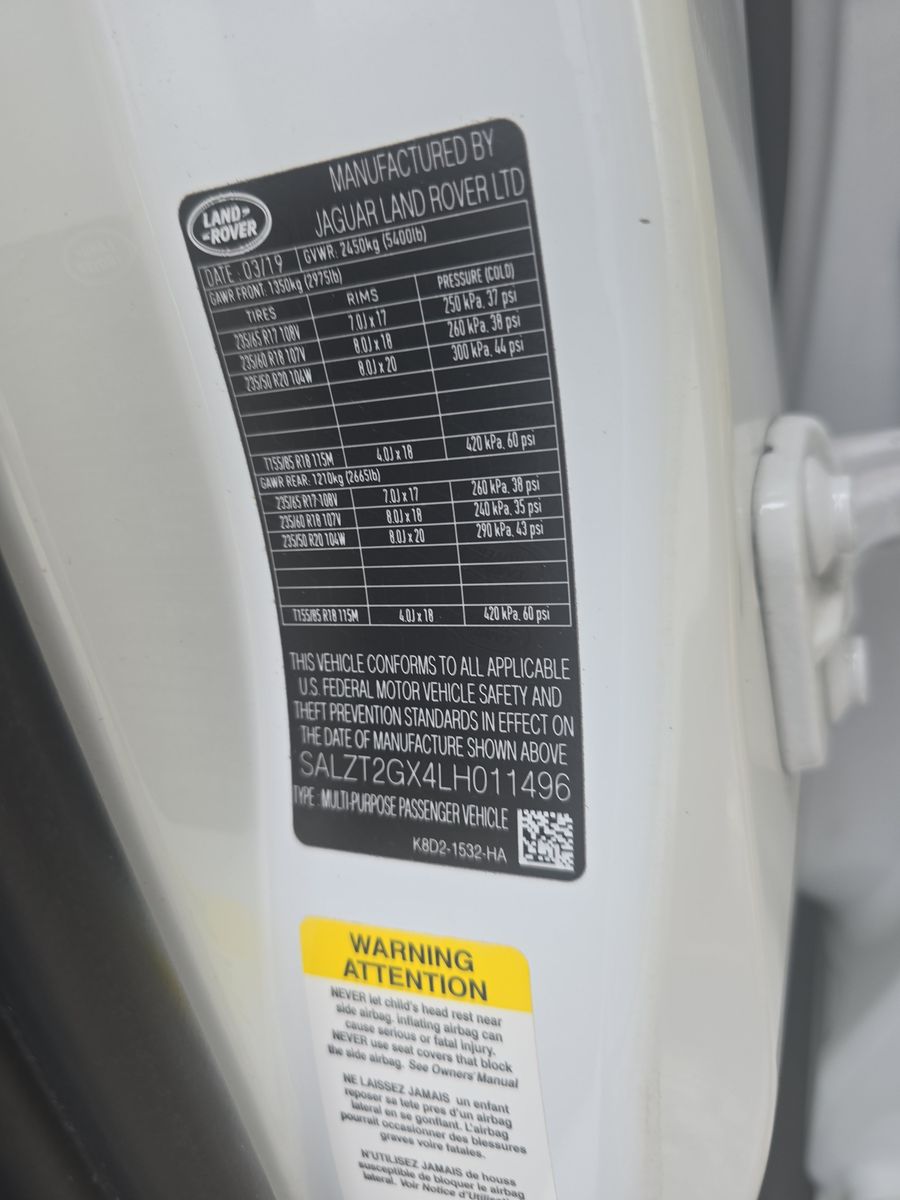 LAND ROVER
MANUFACTURED BY
JAGUAR LAND ROVER LTD
DATE : 03/19 GVWR: 2450kg (5400lb)
GAWR FRONT: 1350kg (2975lb)
TIRES RIMS PRESSURE (COLD)
235/65 R17 108V 7.0J x 17 250 kPa, 37 psi
235/60 R18 107V 8.0J x 18 260 kPa, 38 psi
235/50 R20 104W 8.0J x 20 300 kPa, 44 psi
T155/85 R18 115M 4.0J x 18 420 kPa, 60 psi
GAWR REAR: 1210kg (2665lb)
235/65 R17 108V 7.0J x 17 260 kPa, 38 psi
235/60 R18 107V 8.0J x 18 240 kPa, 35 psi
235/50 R20 104W 8.0J x 20 290 kPa, 43 psi
T155/85 R18 115M 4.0J x 18 420 kPa, 60 psi
THIS VEHICLE CONFORMS TO ALL APPLICABLE
U.S. FEDERAL MOTOR VEHICLE SAFETY AND
THEFT PREVENTION STANDARDS IN EFFECT ON
THE DATE OF MANUFACTURE SHOWN ABOVE
SALZT2GX4LH011496
TYPE : MULTI-PURPOSE PASSENGER VEHICLE
K8D2-1532-HA
WARNING
ATTENTION
NEVER let child's head rest near
side airbag, inflating airbag can
cause serious or fatal injury.
NEVER use seat covers that block
the side airbag. See Owners' Manual
NE LAISSEZ JAMAIS un enfant
reposer sa tete pres d'un airbag
lateral en se gonflant. L'airbag
pourrait occasionner des blessures
graves voire fatales.
N'UTILISEZ JAMAIS de houss
susceptible de bloquer le airbag
lateral. Voir Notice d'Utilisati